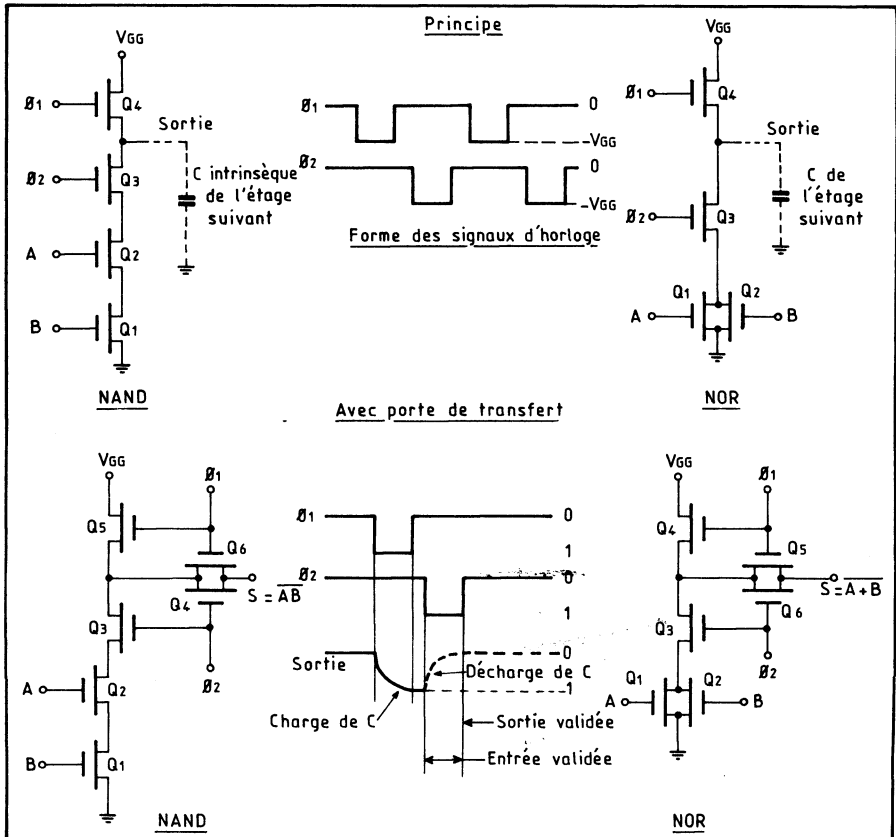 Principe
VGG
Ø1
Q4
Sortie
Ø2
Q3
C intrinsèque
de l'étage
suivant
A
Q2
B
Q1
NAND
Ø1
0
-VGG
Ø2
0
-VGG
Forme des signaux d'horloge
VGG
Ø1
Q4
Sortie
Ø2
Q3
C de
l'étage
suivant
Q1
Q2
A
B
NOR
Avec porte de transfert
VGG
Ø1
Q5
Q6
S = \overline{AB}
Q4
Q3
Ø2
A
Q2
B
Q1
NAND
Ø1
0
1
Ø2
0
1
Sortie
0
Décharge de C
1
Charge de C
Sortie validée
Entrée validée
VGG
Ø1
Q4
Q5
S = \overline{A+B}
Q6
Q3
Ø2
Q1
Q2
A
B
NOR